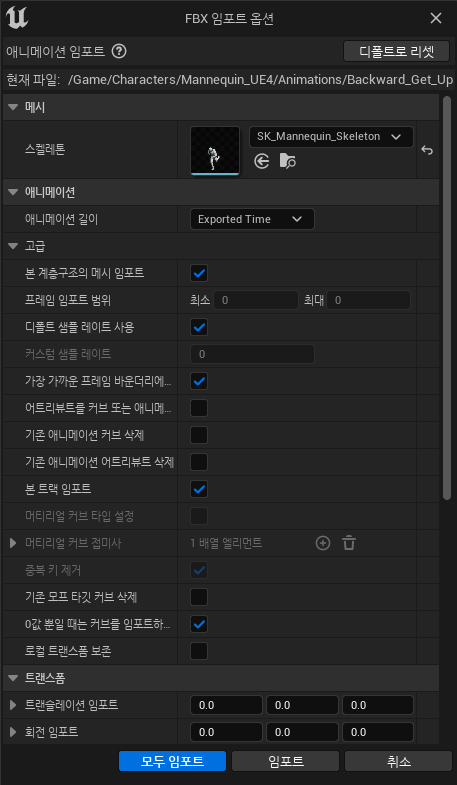 FBX 임포트 옵션
애니메이션 임포트 ? 디폴트로 리셋
현재 파일: /Game/Characters/Mannequin_UE4/Animations/Backward_Get_Up
메시
스켈레톤 SK_Mannequin_Skeleton
애니메이션
애니메이션 길이 Exported Time
고급
본 계층구조의 메시 임포트
프레임 임포트 범위 최소 0 최대 0
디폴트 샘플 레이트 사용
커스텀 샘플 레이트 0
가장 가까운 프레임 바운더리에...
어트리뷰트를 커브 또는 애니메...
기존 애니메이션 커브 삭제
기존 애니메이션 어트리뷰트 삭제
본 트랙 임포트
머티리얼 커브 타입 설정
머티리얼 커브 접미사 1 배열 엘리먼트
중복 키 제거
기존 모프 타깃 커브 삭제
0값 뿐일 때는 커브를 임포트하...
로컬 트랜스폼 보존
트랜스폼
트랜슬레이션 임포트 0.0 0.0 0.0
회전 임포트 0.0 0.0 0.0
모두 임포트 임포트 취소